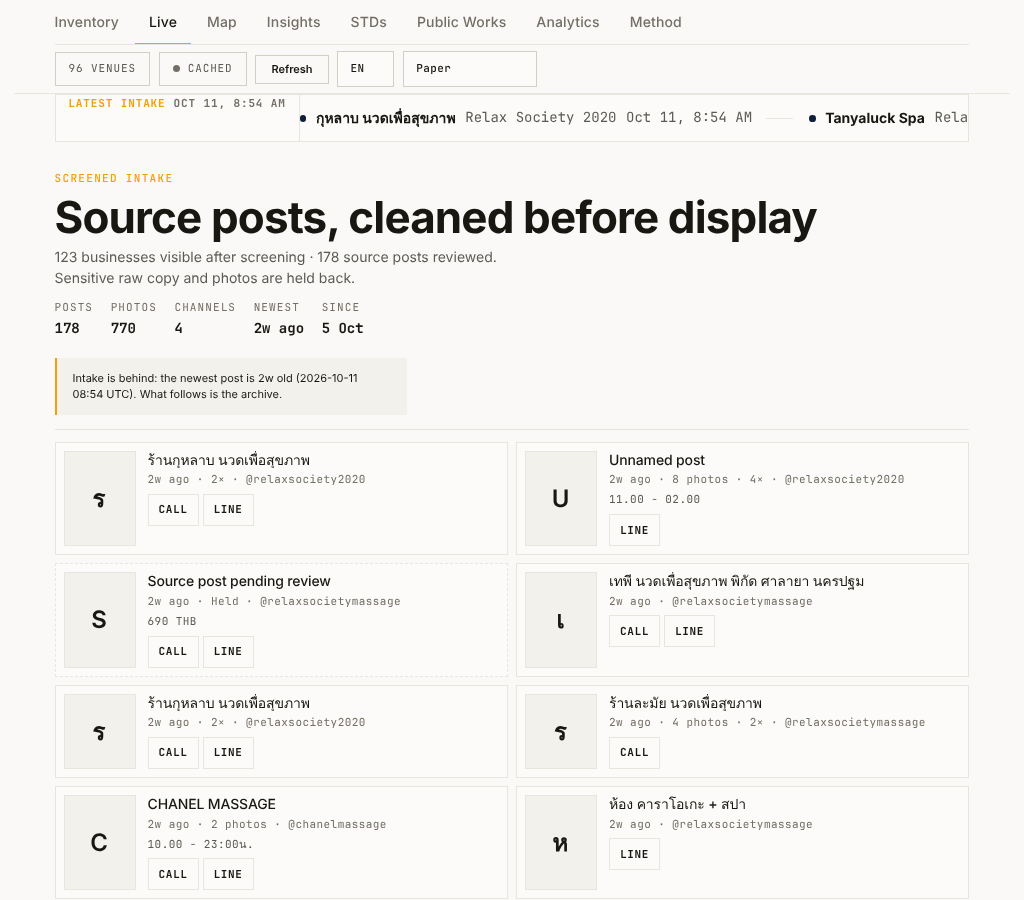 Inventory Live Map Insights STDs Public Works Analytics Method
96 VENUES CACHED Refresh EN Paper
LATEST INTAKE OCT 11, 8:54 AM
กุหลาบ นวดเพื่อสุขภาพ Relax Society 2020 Oct 11, 8:54 AM Tanyaluck Spa Rela
SCREENED INTAKE
Source posts, cleaned before display
123 businesses visible after screening · 178 source posts reviewed.
Sensitive raw copy and photos are held back.
POSTS PHOTOS CHANNELS NEWEST SINCE
178 770 4 2w ago 5 Oct
Intake is behind: the newest post is 2w old (2026-10-11
08:54 UTC). What follows is the archive.
ร
ร้านกุหลาบ นวดเพื่อสุขภาพ
2w ago · 2× · @relaxsociety2020
CALL LINE
U
Unnamed post
2w ago · 8 photos · 4× · @relaxsociety2020
11.00 - 02.00
LINE
S
Source post pending review
2w ago · Held · @relaxsocietymassage
690 THB
CALL LINE
เ
เทพี นวดเพื่อสุขภาพ พิกัด ศาลายา นครปฐม
2w ago · @relaxsocietymassage
CALL LINE
ร
ร้านกุหลาบ นวดเพื่อสุขภาพ
2w ago · 2× · @relaxsociety2020
CALL LINE
ร
ร้านละมัย นวดเพื่อสุขภาพ
2w ago · 4 photos · 2× · @relaxsocietymassage
CALL
C
CHANEL MASSAGE
2w ago · 2 photos · @chanelmassage
10.00 - 23:00น.
CALL LINE
ห
ห้อง คาราโอเกะ + สปา
2w ago · @relaxsocietymassage
LINE